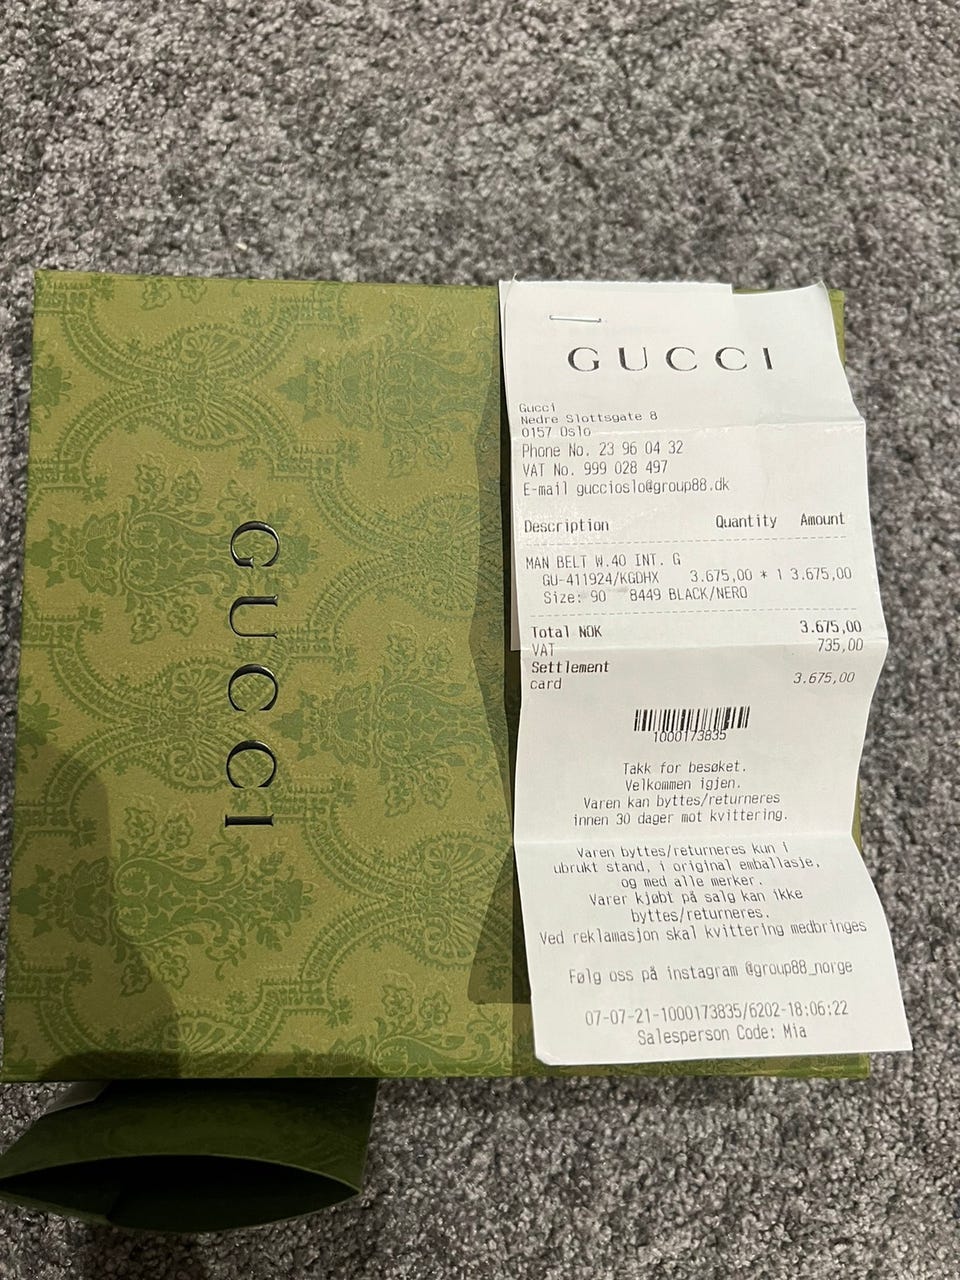 GUCCI
GUCCI
Gucci
Nedre Slottsgate 8
0157 Oslo
Phone No. 23 96 04 32
VAT No. 999 028 497
E-mail guccioslo@group88.dk
Description Quantity Amount
MAN BELT W.40 INT. G
GU-411924/KGDHX 3.675,00 * 1 3.675,00
Size: 90 8449 BLACK/NERO
Total NOK 3.675,00
VAT 735,00
Settlement
card 3.675,00
1000173835
Takk for besøket.
Velkommen igjen.
Varen kan byttes/returneres
innen 30 dager mot kvittering.
Varen byttes/returneres kun i
ubrukt stand, i original emballasje,
og med alle merker.
Varer kjøbt på salg kan ikke
byttes/returneres.
Ved reklamasjon skal kvittering medbringes
Følg oss på instagram @group88_norge
07-07-21-1000173835/6202-18:06:22
Salesperson Code: Mia